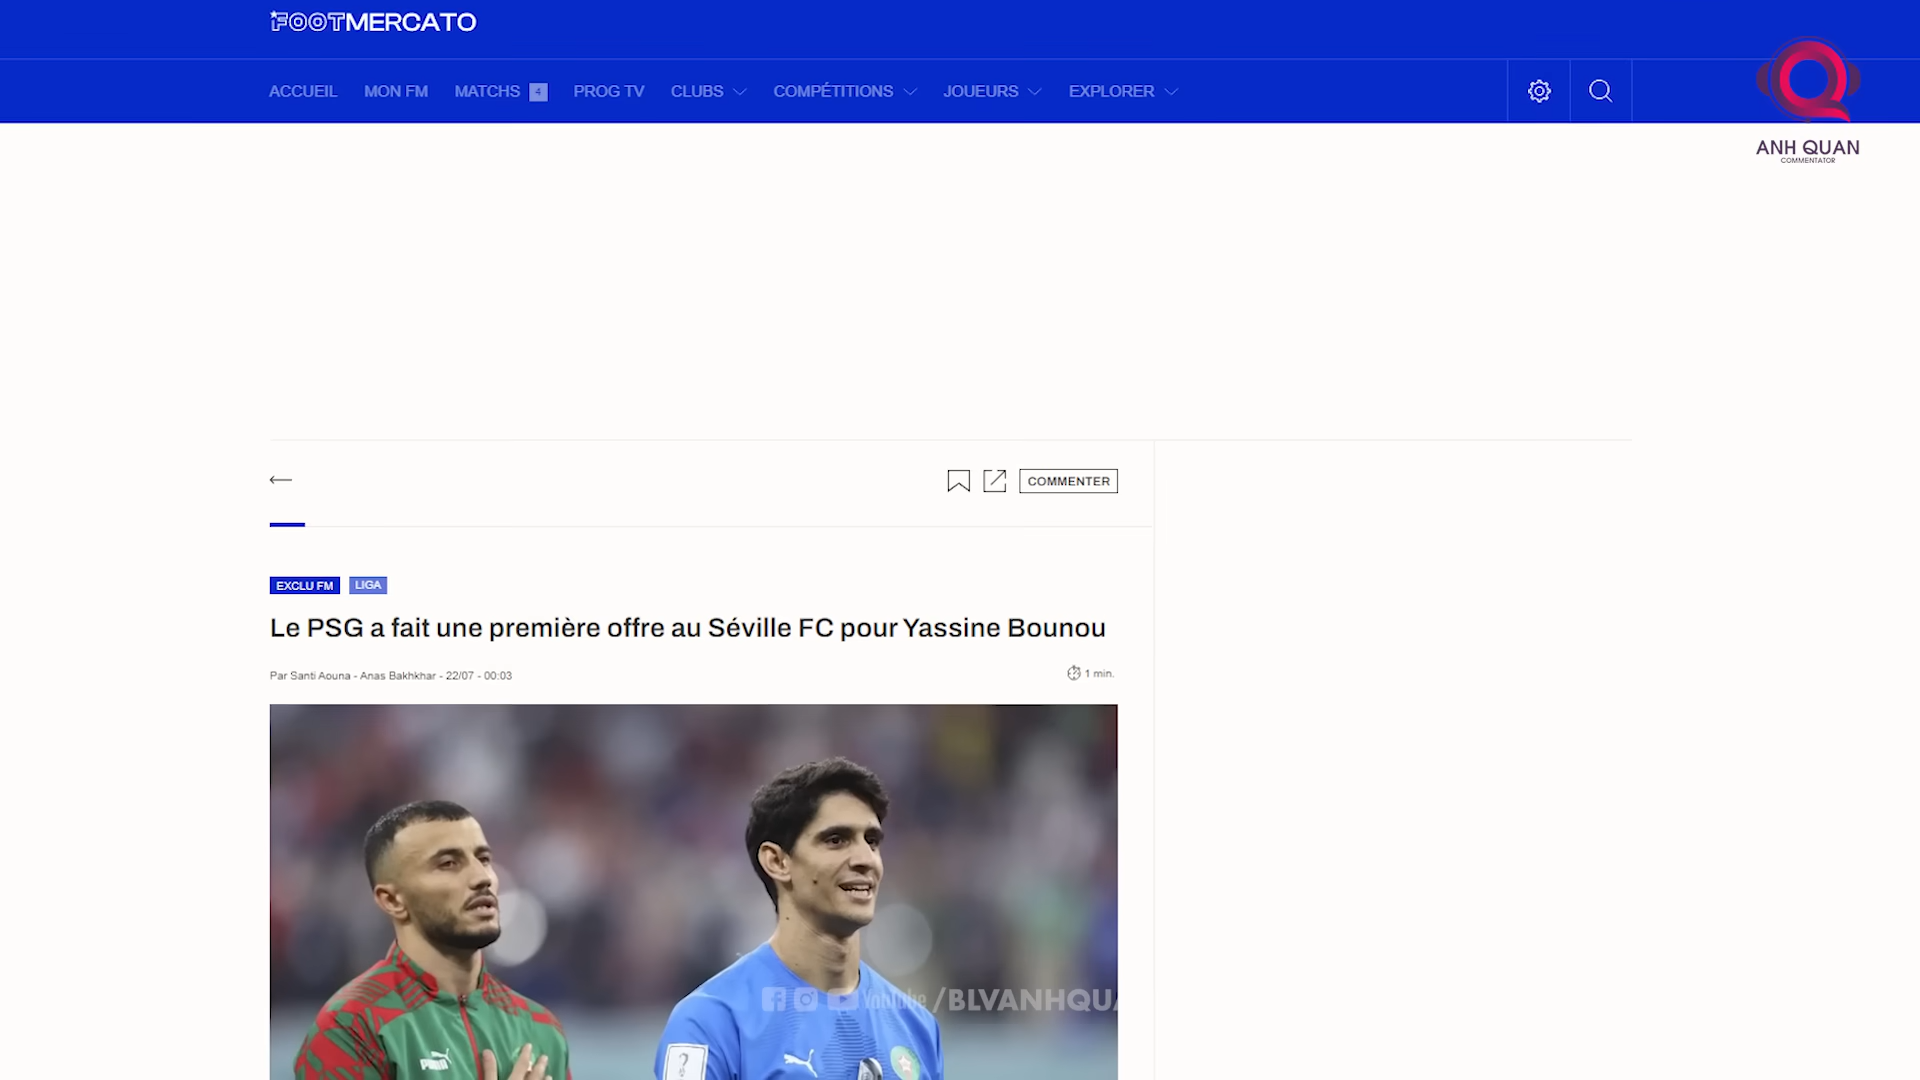 FOOTMERCATO
ACCUEIL MON FM MATCHS 4 PROG TV CLUBS COMPÉTITIONS JOUEURS EXPLORER
ANH QUAN
COMMENTATOR
COMMENTER
EXCLU FM LIGA
Le PSG a fait une première offre au Séville FC pour Yassine Bounou
Par Santi Aouna - Anas Bakhkhar - 22/07 - 00:03
1 min.
YouTube /BLVANHQUA
PUMA